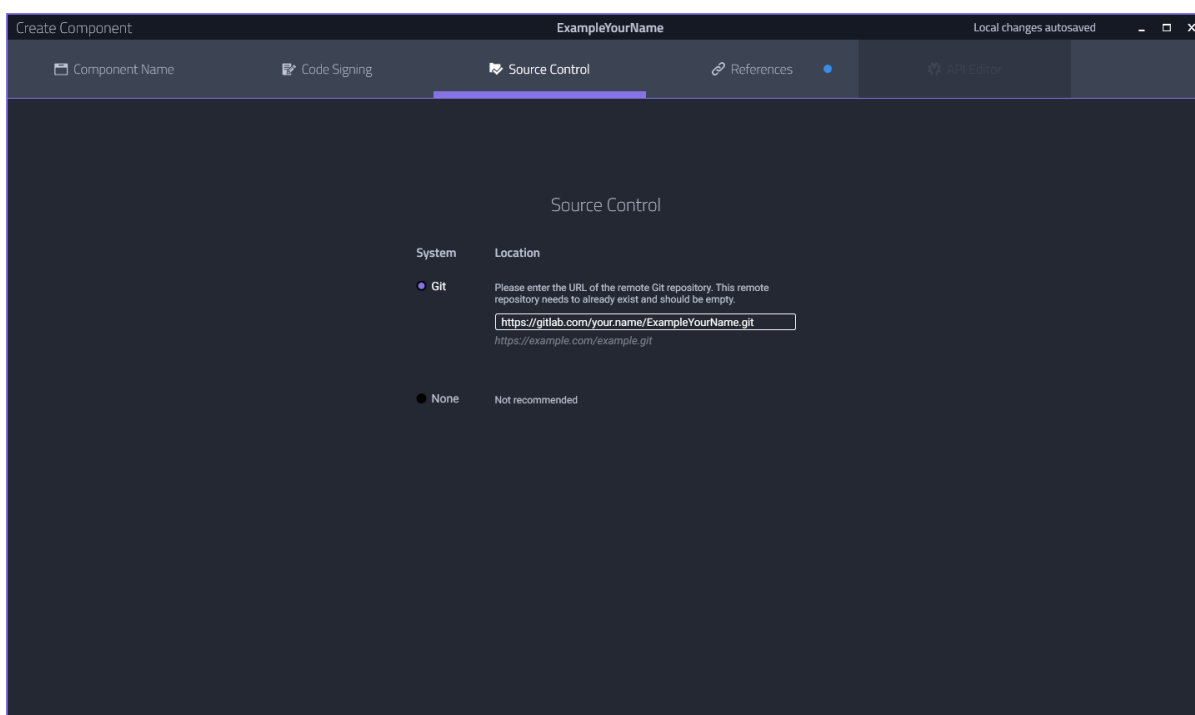 Create Component ExampleYourName Local changes autosaved
Component Name Code Signing Source Control References API Editor
Source Control
System Location
Git Please enter the URL of the remote Git repository. This remote
repository needs to already exist and should be empty.
https://gitlab.com/your.name/ExampleYourName.git
https://example.com/example.git
None Not recommended